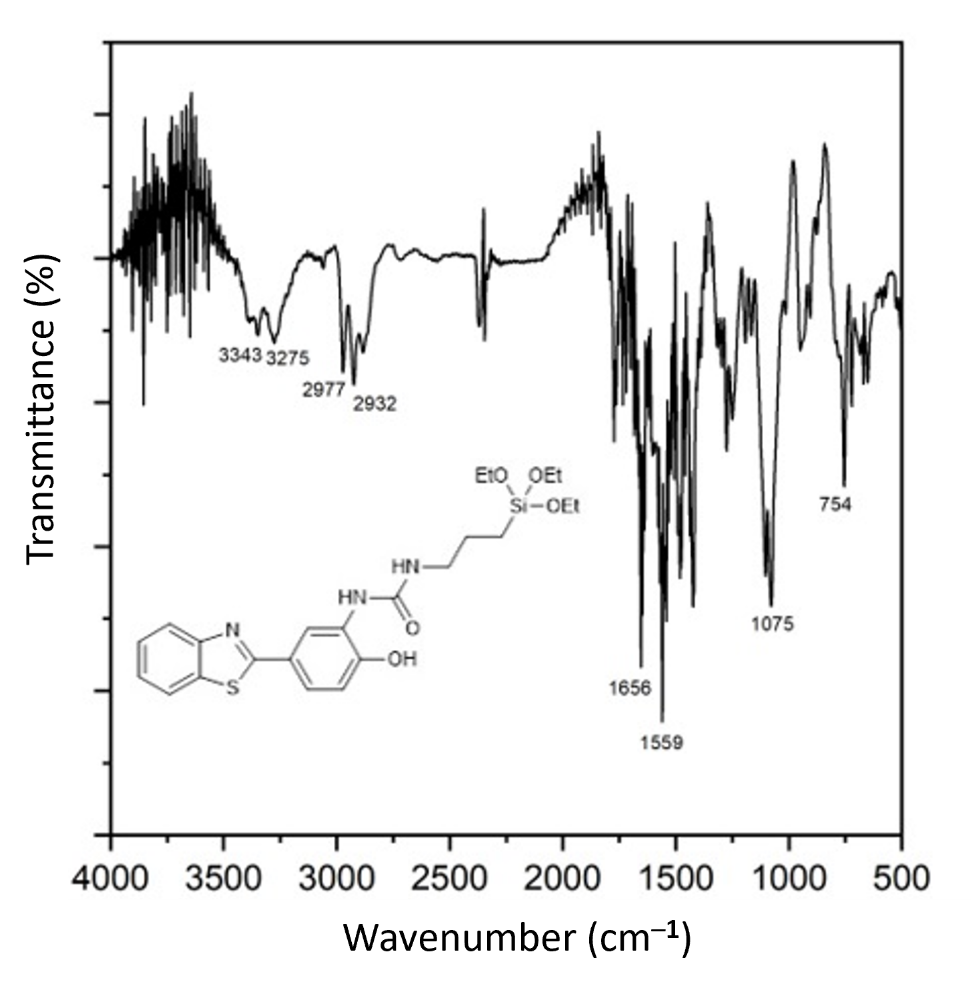 Transmittance (%)
3343 3275
2977
2932
EtO OEt
Si OEt
HN
HN
O
N
OH
S
1656
1559
1075
754
4000 3500 3000 2500 2000 1500 1000 500
Wavenumber (cm⁻¹)